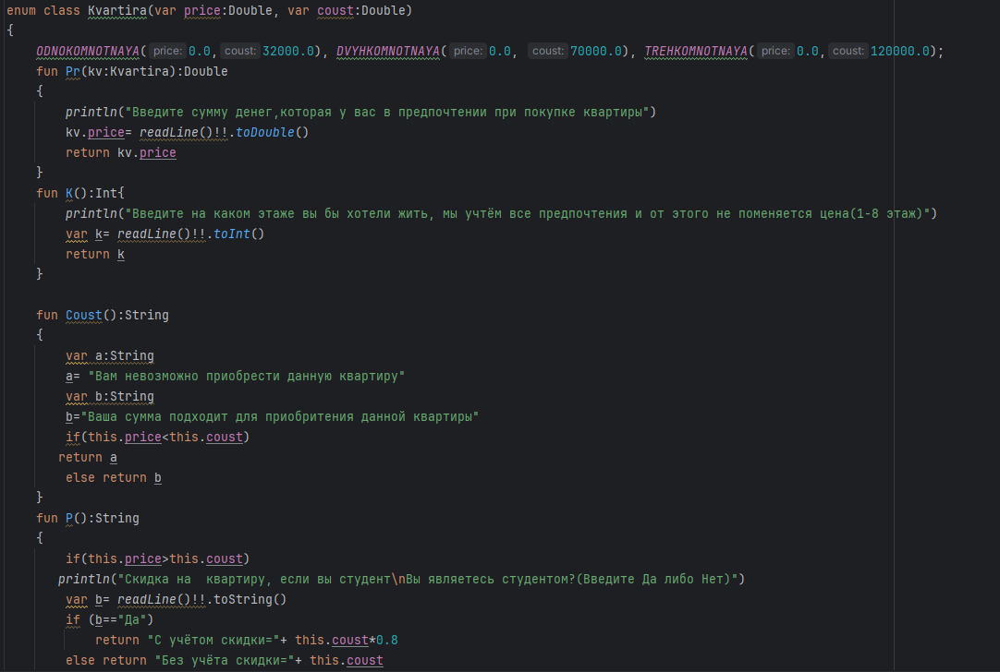 enum class Kvartira(var price:Double, var coust:Double)
{
ODNOKOMNOTNAYA( price: 0.0, coust: 32000.0), DVYHKOMNOTNAYA( price: 0.0, coust: 70000.0), TREHKOMNOTNAYA( price: 0.0, coust: 120000.0);
fun Pr(kv:Kvartira):Double
{
println("Введите сумму денег,которая у вас в предпочтении при покупке квартиры")
kv.price= readLine()!!.toDouble()
return kv.price
}
fun K():Int{
println("Введите на каком этаже вы бы хотели жить, мы учтём все предпочтения и от этого не поменяется цена(1-8 этаж)")
var k= readLine()!!.toInt()
return k
}
fun Coust():String
{
var a:String
a= "Вам невозможно приобрести данную квартиру"
var b:String
b="Ваша сумма подходит для приобритения данной квартиры"
if(this.price<this.coust)
return a
else return b
}
fun P():String
{
if(this.price>this.coust)
println("Скидка на  квартиру, если вы студент\nВы являетесь студентом?(Введите Да либо Нет)")
var b= readLine()!!.toString()
if (b=="Да")
return "С учётом скидки="+ this.coust*0.8
else return "Без учёта скидки="+ this.coust